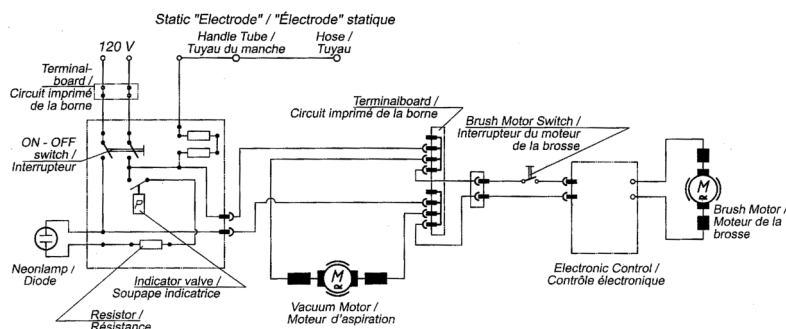 Static "Electrode" / "Électrode" statique
Handle Tube /
Tuyau du manche
Hose /
Tuyau
120 V
Terminal-
board /
Circuit imprimé
de la borne
ON - OFF
switch /
Interrupteur
P
Neonlamp /
Diode
Resistor /
Résistance
Indicator valve /
Soupape indicatrice
M
Vacuum Motor /
Moteur d'aspiration
Terminalboard /
Circuit imprimé de la borne
Brush Motor Switch /
Interrupteur du moteur
de la brosse
Electronic Control /
Contrôle électronique
M
Brush Motor /
Moteur de la
brosse